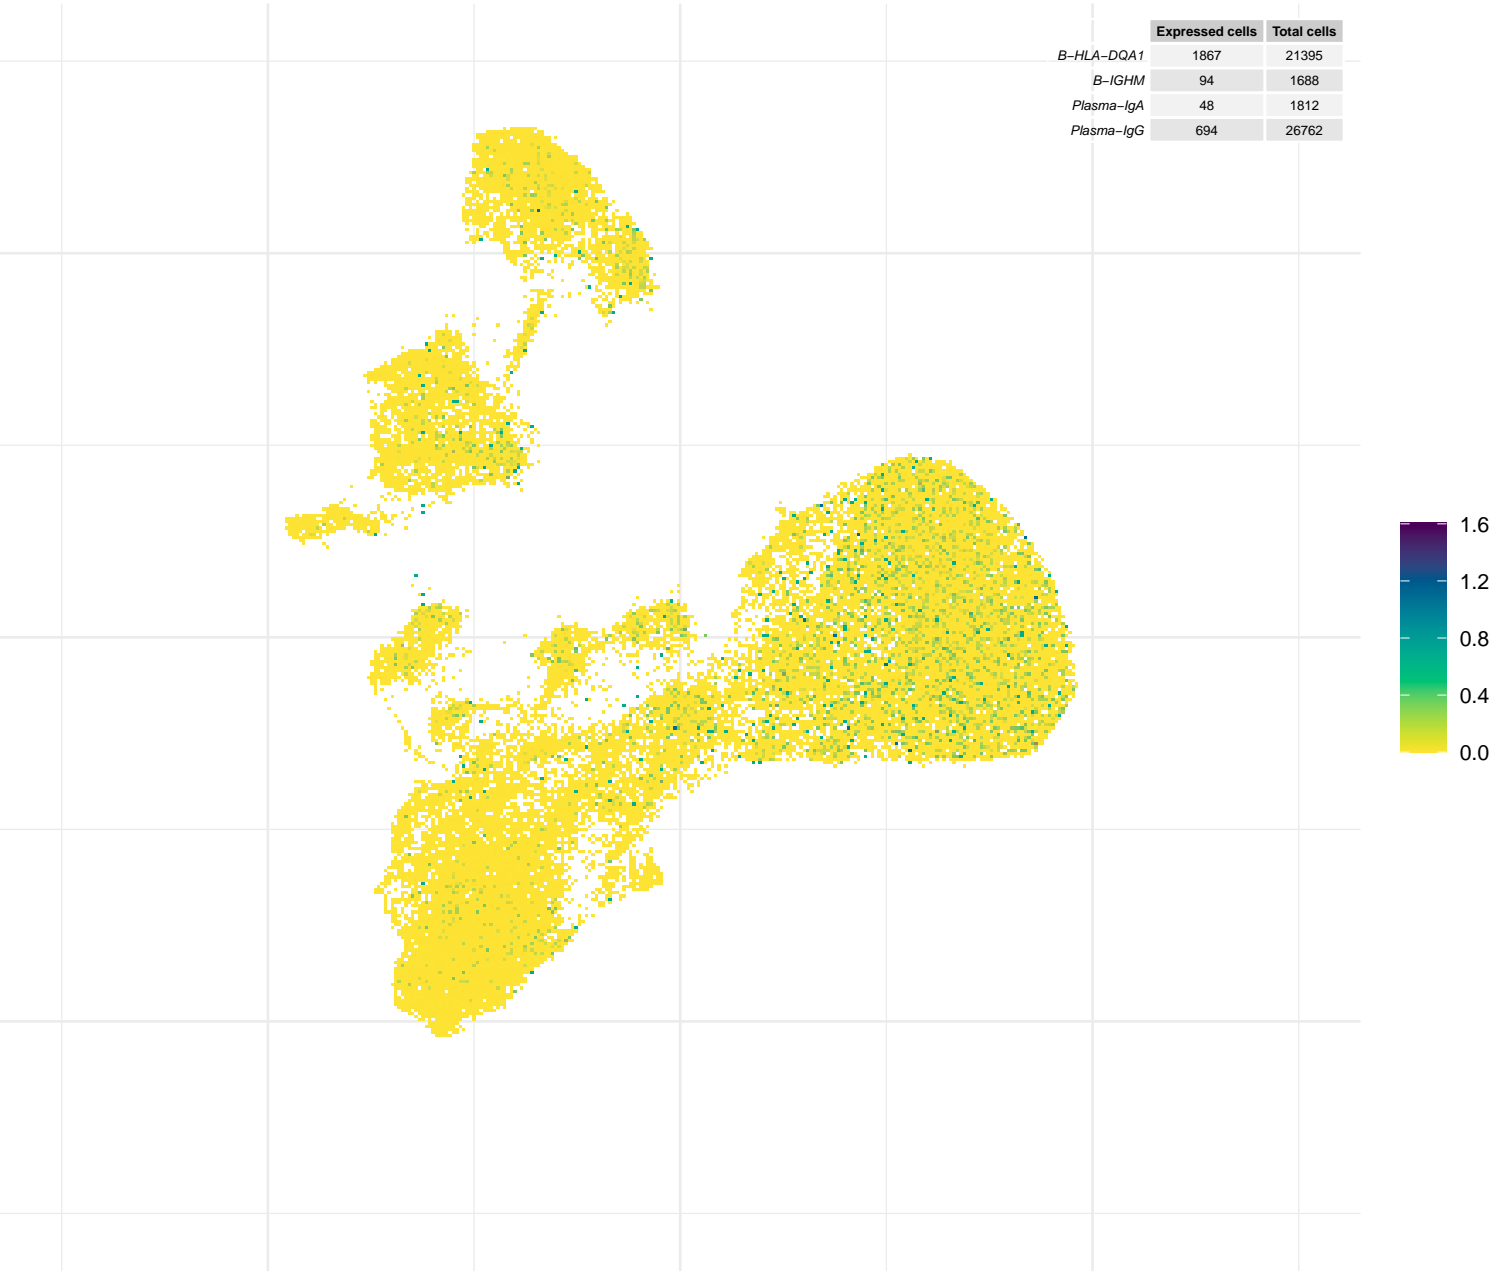 Expressed cells Total cells
B−HLA−DQA1 1867 21395
B−IGHM 94 1688
Plasma−IgA 48 1812
Plasma−IgG 694 26762
1.6
1.2
0.8
0.4
0.0